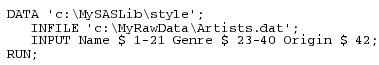 DATA 'c:\MySASLib\style';
INFILE 'c:\MyRawData\Artists.dat';
INPUT Name $ 1-21 Genre $ 23-40 Origin $ 42;
RUN;